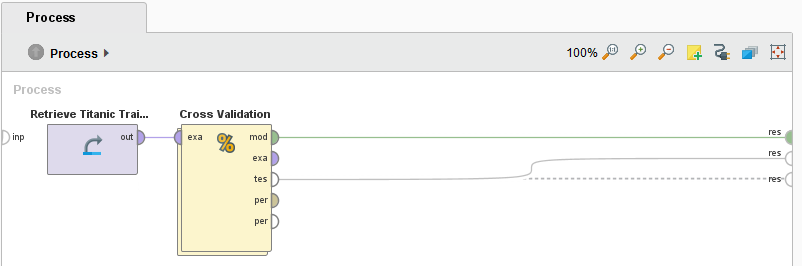 Process
Process
100%
Process
Retrieve Titanic Trai...
Cross Validation
inp
out
exa
mod
exa
tes
per
per
res
res
res